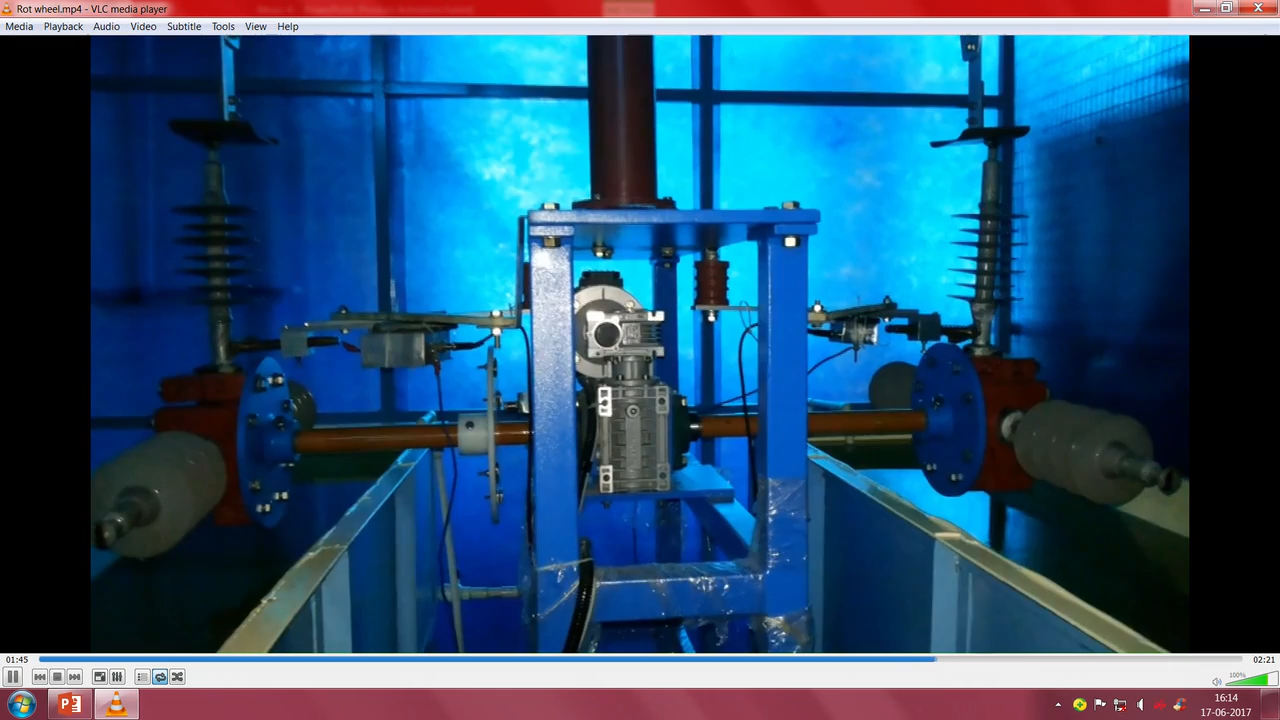 Rot wheel.mp4 - VLC media player
Media Playback Audio Video Subtitle Tools View Help
01:45
02:21
100%
P
16:14
17-06-2017